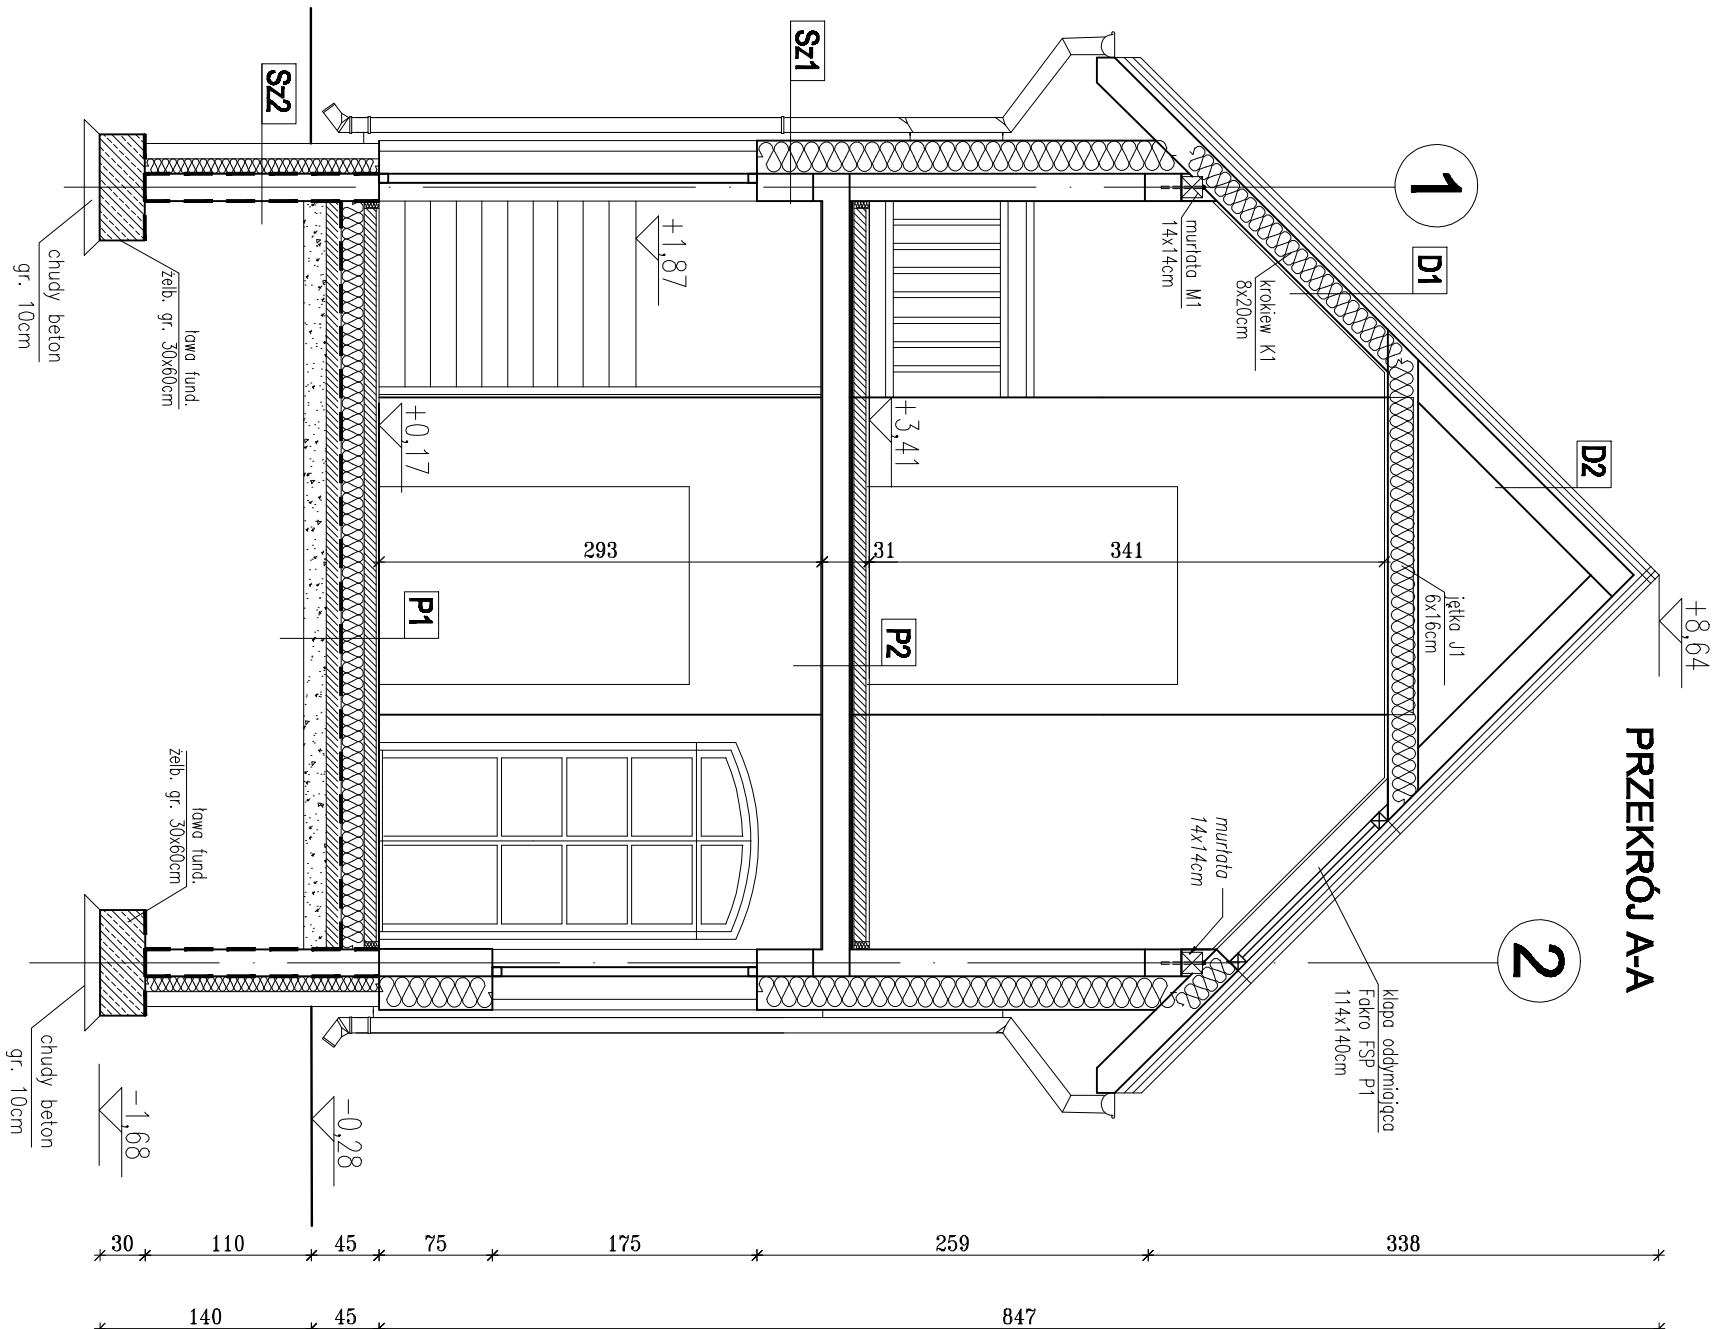 PRZEKRÓJ A-A
1
2
D1
D2
Sz1
Sz2
P1
P2
+8,64
+3,41
+1,87
+0,17
-0,28
-1,68
jętka J1
6x16cm
krokiew K1
8x20cm
murłata M1
14x14cm
murłata
14x14cm
klapa oddymiająca
Fakro FSP P1
114x140cm
ława fund.
żelb. gr. 30x60cm
chudy beton
gr. 10cm
ława fund.
żelb. gr. 30x60cm
chudy beton
gr. 10cm
293
31
341
30
110
45
75
175
259
338
140
45
847